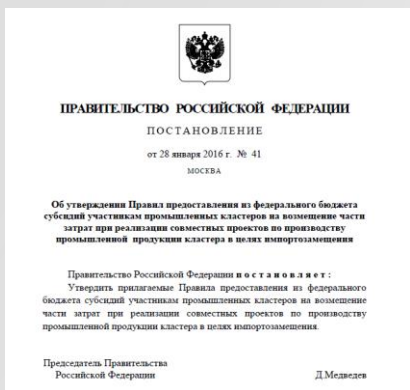 ПРАВИТЕЛЬСТВО РОССИЙСКОЙ ФЕДЕРАЦИИ
ПОСТАНОВЛЕНИЕ
от 28 января 2016 г. № 41
МОСКВА
Об утверждении Правил предоставления из федерального бюджета
субсидий участникам промышленных кластеров на возмещение части
затрат при реализации совместных проектов по производству
промышленной продукции кластера в целях импортозамещения
Правительство Российской Федерации постановляет:
Утвердить прилагаемые Правила предоставления из федерального
бюджета субсидий участникам промышленных кластеров на возмещение
части затрат при реализации совместных проектов по производству
промышленной продукции кластера в целях импортозамещения.
Председатель Правительства
Российской Федерации Д.Медведев